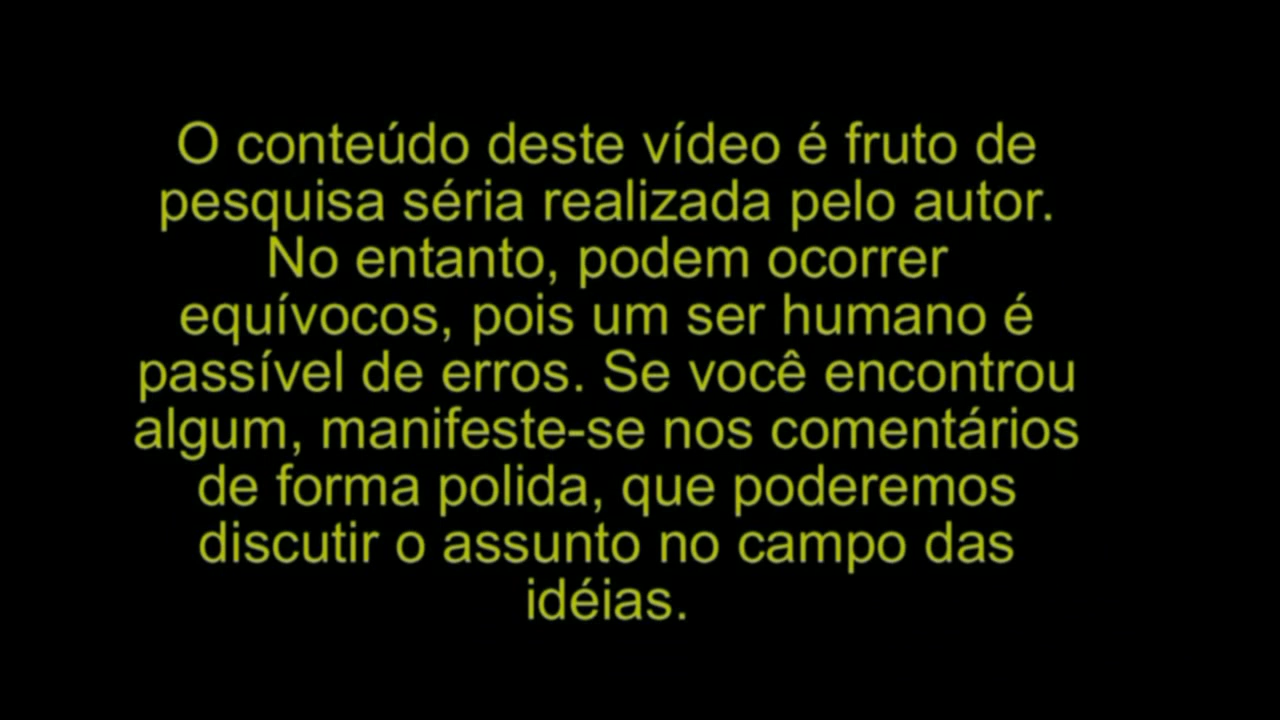 O conteúdo deste vídeo é fruto de
pesquisa séria realizada pelo autor.
No entanto, podem ocorrer
equívocos, pois um ser humano é
passível de erros. Se você encontrou
algum, manifeste-se nos comentários
de forma polida, que poderemos
discutir o assunto no campo das
idéias.